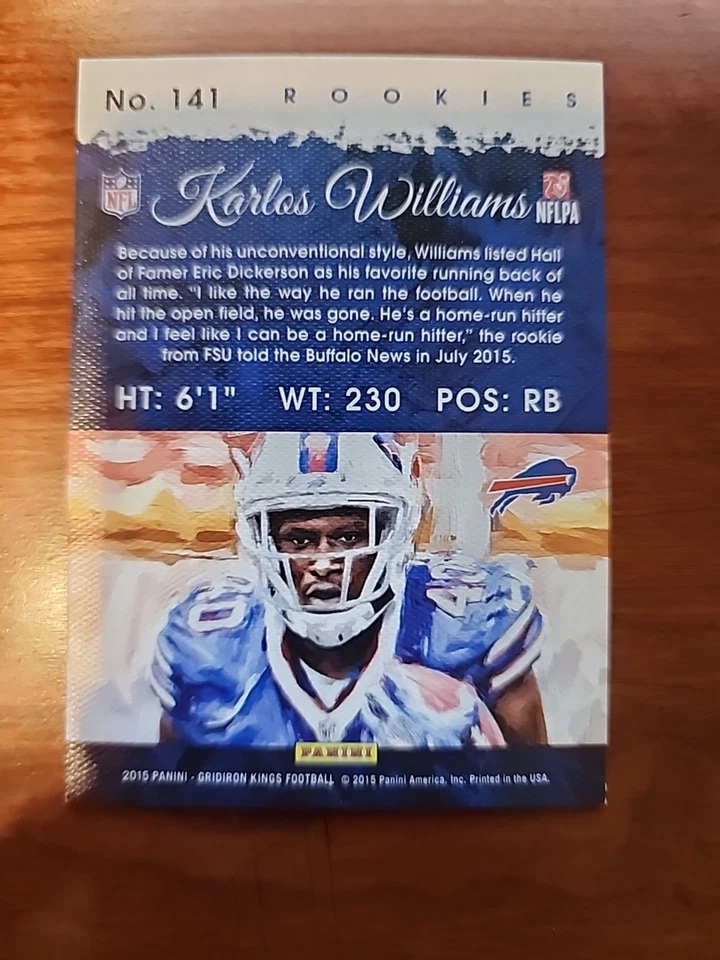 No. 141 ROOKIES
NFL Karlos Williams NFLPA
Because of his unconventional style, Williams listed Hall
of Famer Eric Dickerson as his favorite running back of
all time. "I like the way he ran the football. When he
hit the open field, he was gone. He's a home-run hitter
and I feel like I can be a home-run hitter," the rookie
from FSU told the Buffalo News in July 2015.
HT: 6'1" WT: 230 POS: RB
PANINI
2015 PANINI - GRIDIRON KINGS FOOTBALL © 2015 Panini America, Inc. Printed in the USA.